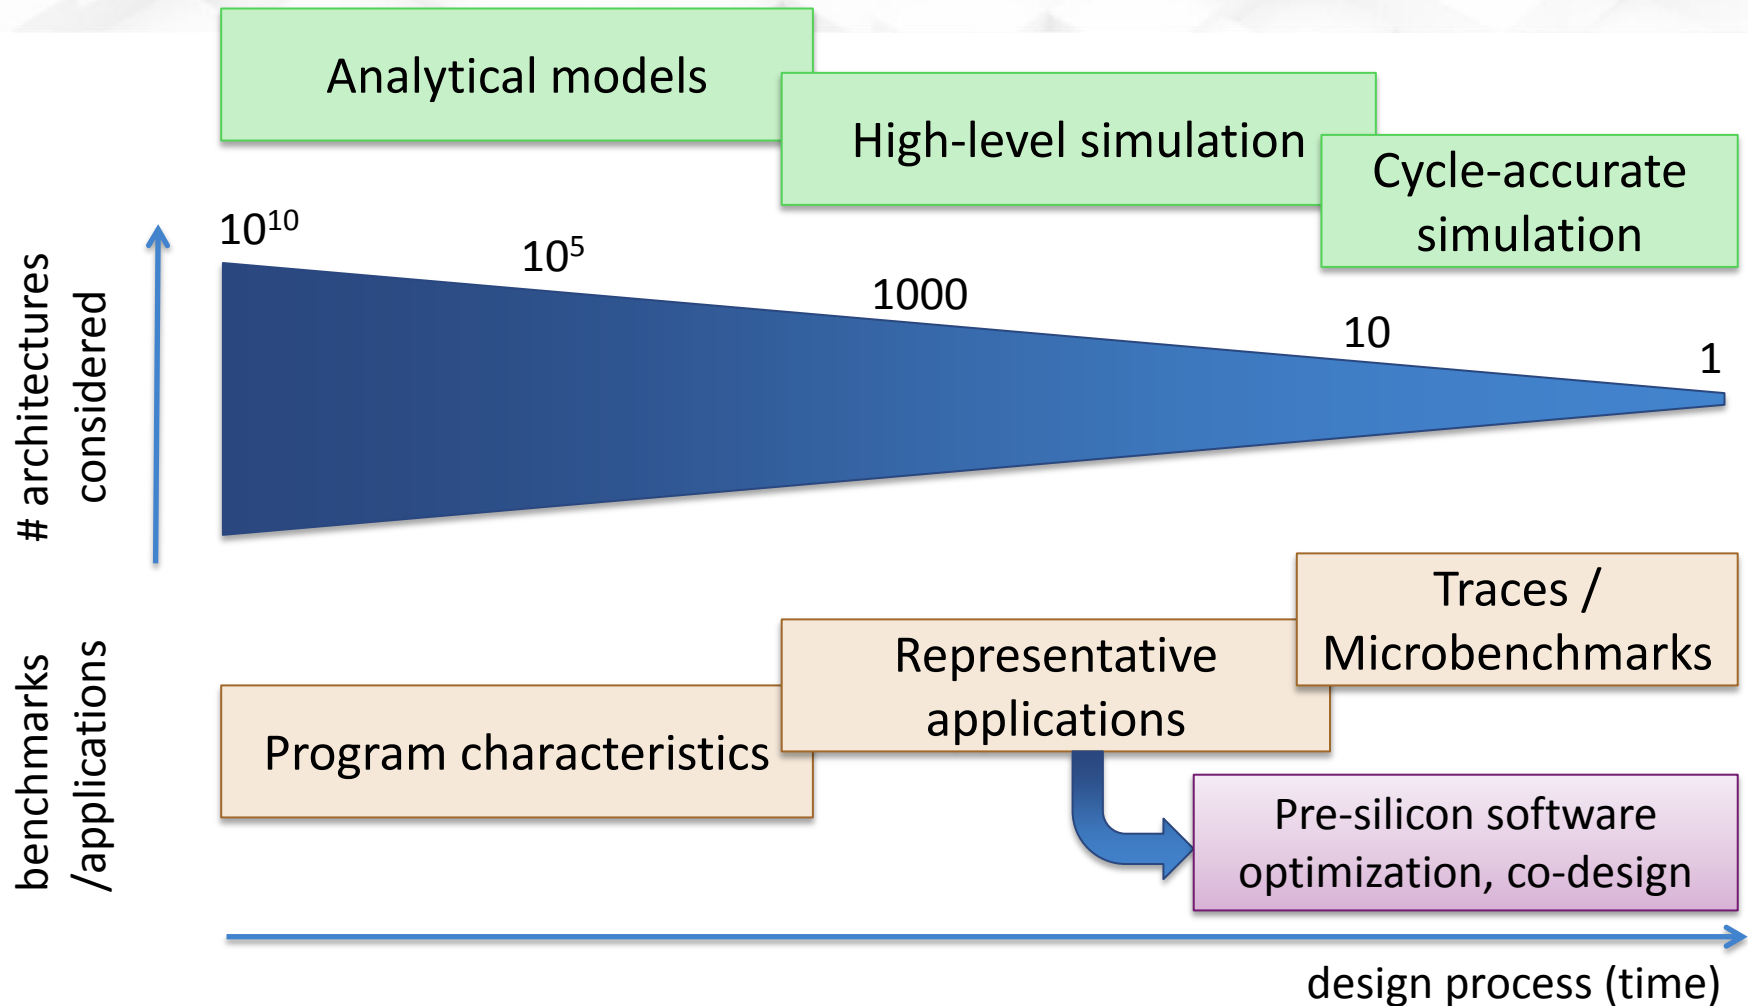 Analytical models
High-level simulation
Cycle-accurate
simulation
# architectures
considered
10¹⁰
10⁵
1000
10
1
benchmarks
/applications
Program characteristics
Representative
applications
Traces /
Microbenchmarks
Pre-silicon software
optimization, co-design
design process (time)